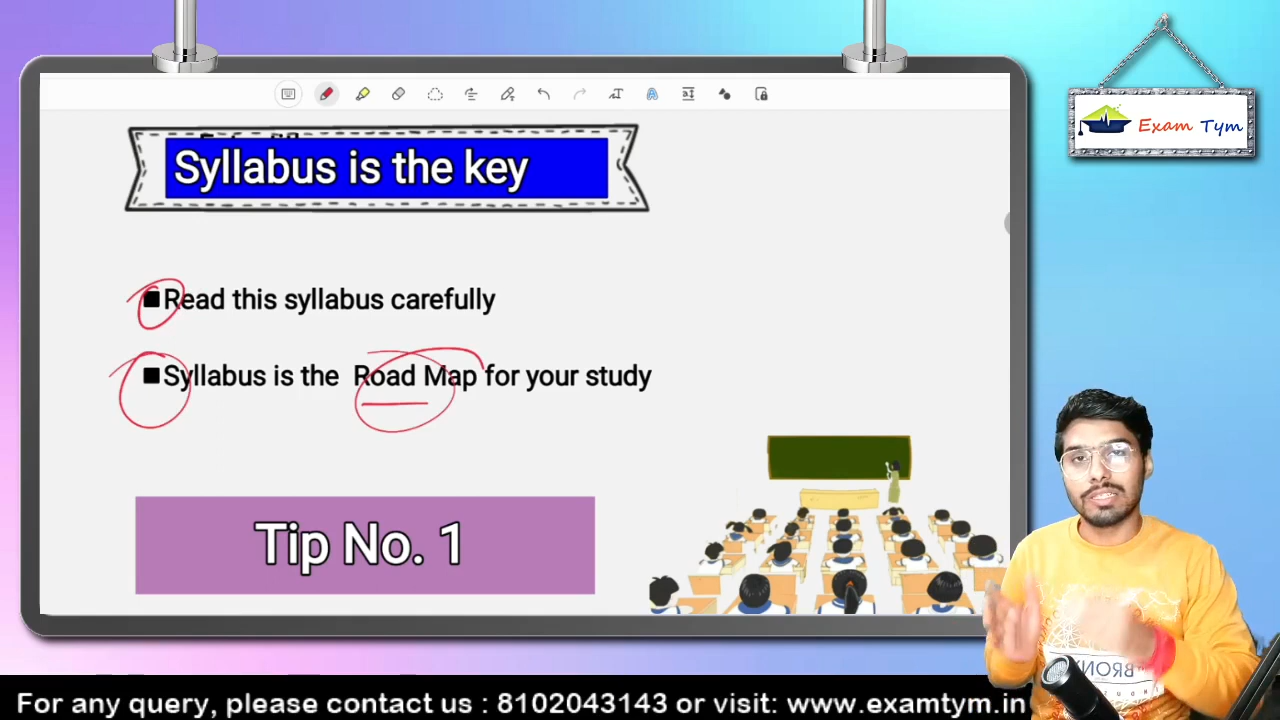 Exam Tym
Syllabus is the key
Read this syllabus carefully
Syllabus is the Road Map for your study
Tip No. 1
For any query, please contact us : 8102043143 or visit: www.examtym.in